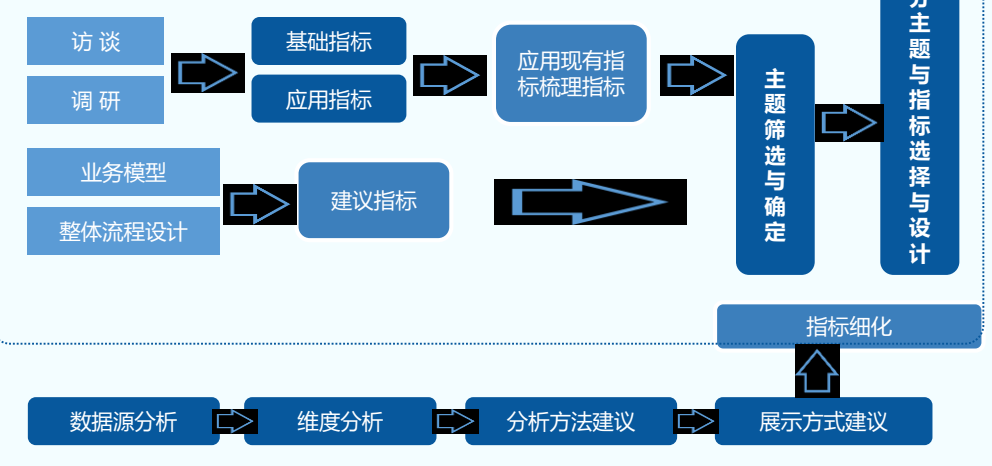 访 谈
调 研
基础指标
应用指标
应用现有指
标梳理指标
业务模型
整体流程设计
建议指标
主题筛选与确定
分主题与指标选择与设计
指标细化
数据源分析
维度分析
分析方法建议
展示方式建议